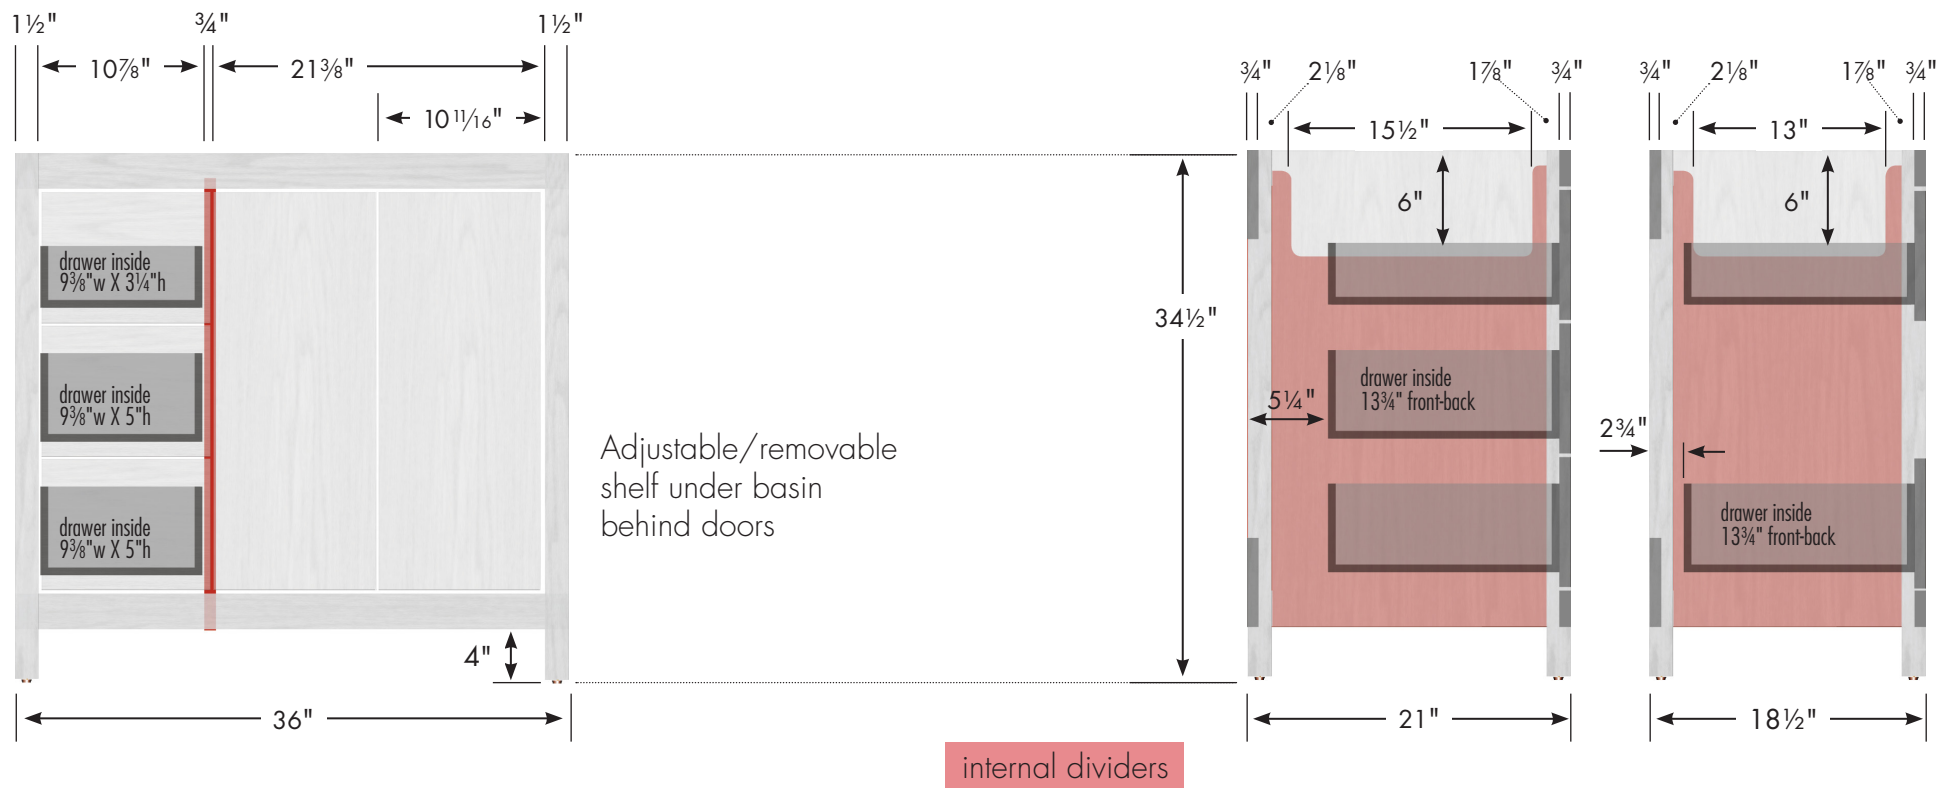 1½" ¾" 1½"
10⅞" 21⅜"
10 11/16"
drawer inside
9⅜"w X 3¼"h
drawer inside
9⅜"w X 5"h
drawer inside
9⅜"w X 5"h
4"
36"
Adjustable/removable
shelf under basin
behind doors
34½"
¾" 2⅛" 1⅞" ¾"
15½"
6"
drawer inside
13¾" front-back
5¼"
21"
¾" 2⅛" 1⅞" ¾"
13"
6"
2¾"
drawer inside
13¾" front-back
18½"
internal dividers